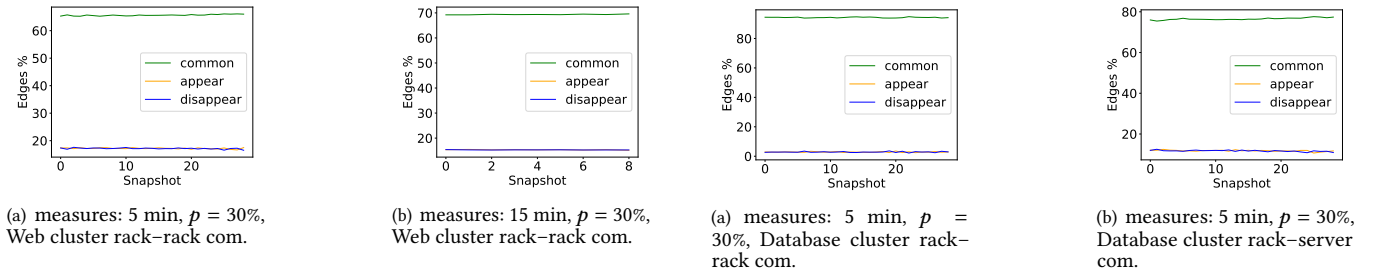 60
50
40
30
20
Edges %
common
appear
disappear
0
10
20
Snapshot
(a) measures: 5 min, p = 30%,
Web cluster rack–rack com.
70
60
50
40
30
20
Edges %
common
appear
disappear
0
2
4
6
8
Snapshot
(b) measures: 15 min, p = 30%,
Web cluster rack–rack com.
80
60
40
20
0
Edges %
common
appear
disappear
0
10
20
Snapshot
(a) measures: 5 min, p =
30%, Database cluster rack–
rack com.
80
60
40
20
Edges %
common
appear
disappear
0
10
20
Snapshot
(b) measures: 5 min, p = 30%,
Database cluster rack–server
com.